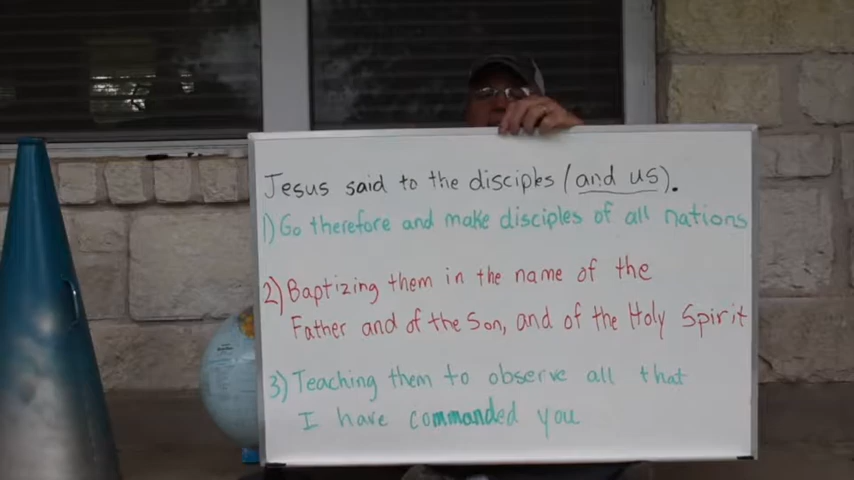 Jesus said to the disciples (and us).
1) Go therefore and make disciples of all nations
2) Baptizing them in the name of the
Father and of the Son, and of the Holy Spirit
3) Teaching them to observe all that
I have commanded you